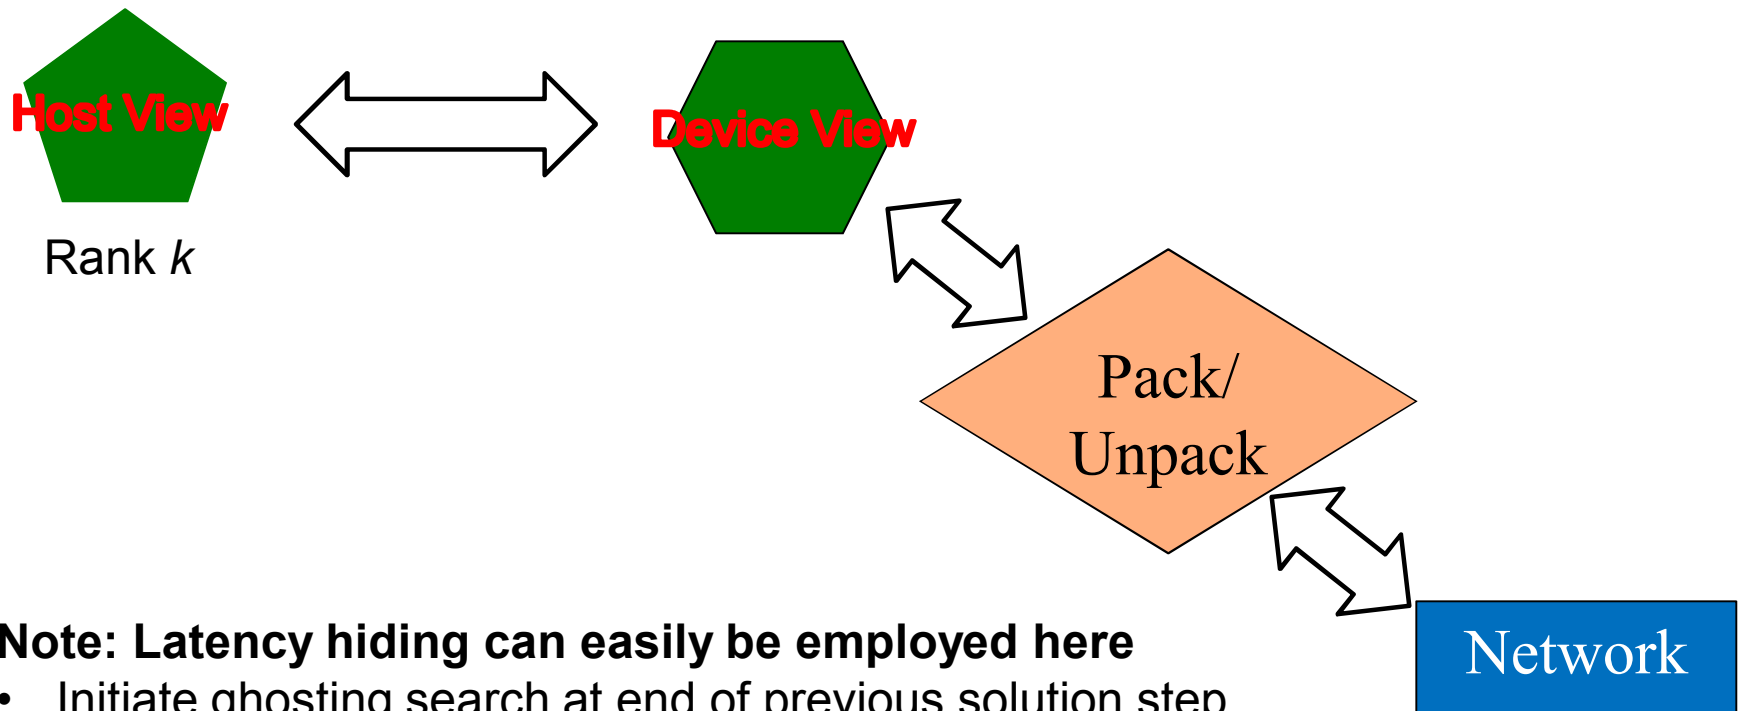 Host View
Device View
Rank k
Pack/
Unpack
Note: Latency hiding can easily be employed here
Network
• Initiate ghosting search at end of previous solution step